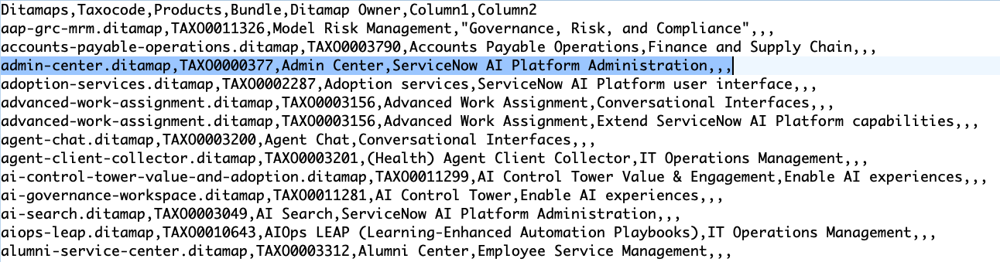 Ditamaps,Taxocode,Products,Bundle,Ditamap Owner,Column1,Column2
aap-grc-mrm.ditamap,TAXO0011326,Model Risk Management,"Governance, Risk, and Compliance",,,
accounts-payable-operations.ditamap,TAXO0003790,Accounts Payable Operations,Finance and Supply Chain,,,
admin-center.ditamap,TAXO0000377,Admin Center,ServiceNow AI Platform Administration,,,
adoption-services.ditamap,TAXO0002287,Adoption services,ServiceNow AI Platform user interface,,,
advanced-work-assignment.ditamap,TAXO0003156,Advanced Work Assignment,Conversational Interfaces,,,
advanced-work-assignment.ditamap,TAXO0003156,Advanced Work Assignment,Extend ServiceNow AI Platform capabilities,,,
agent-chat.ditamap,TAXO0003200,Agent Chat,Conversational Interfaces,,,
agent-client-collector.ditamap,TAXO0003201,(Health) Agent Client Collector,IT Operations Management,,,
ai-control-tower-value-and-adoption.ditamap,TAXO0011299,AI Control Tower Value & Engagement,Enable AI experiences,,,
ai-governance-workspace.ditamap,TAXO0011281,AI Control Tower,Enable AI experiences,,,
ai-search.ditamap,TAXO0003049,AI Search,ServiceNow AI Platform Administration,,,
aiops-leap.ditamap,TAXO0010643,AIOps LEAP (Learning-Enhanced Automation Playbooks),IT Operations Management,,,
alumni-service-center.ditamap,TAXO0003312,Alumni Center,Employee Service Management,,,